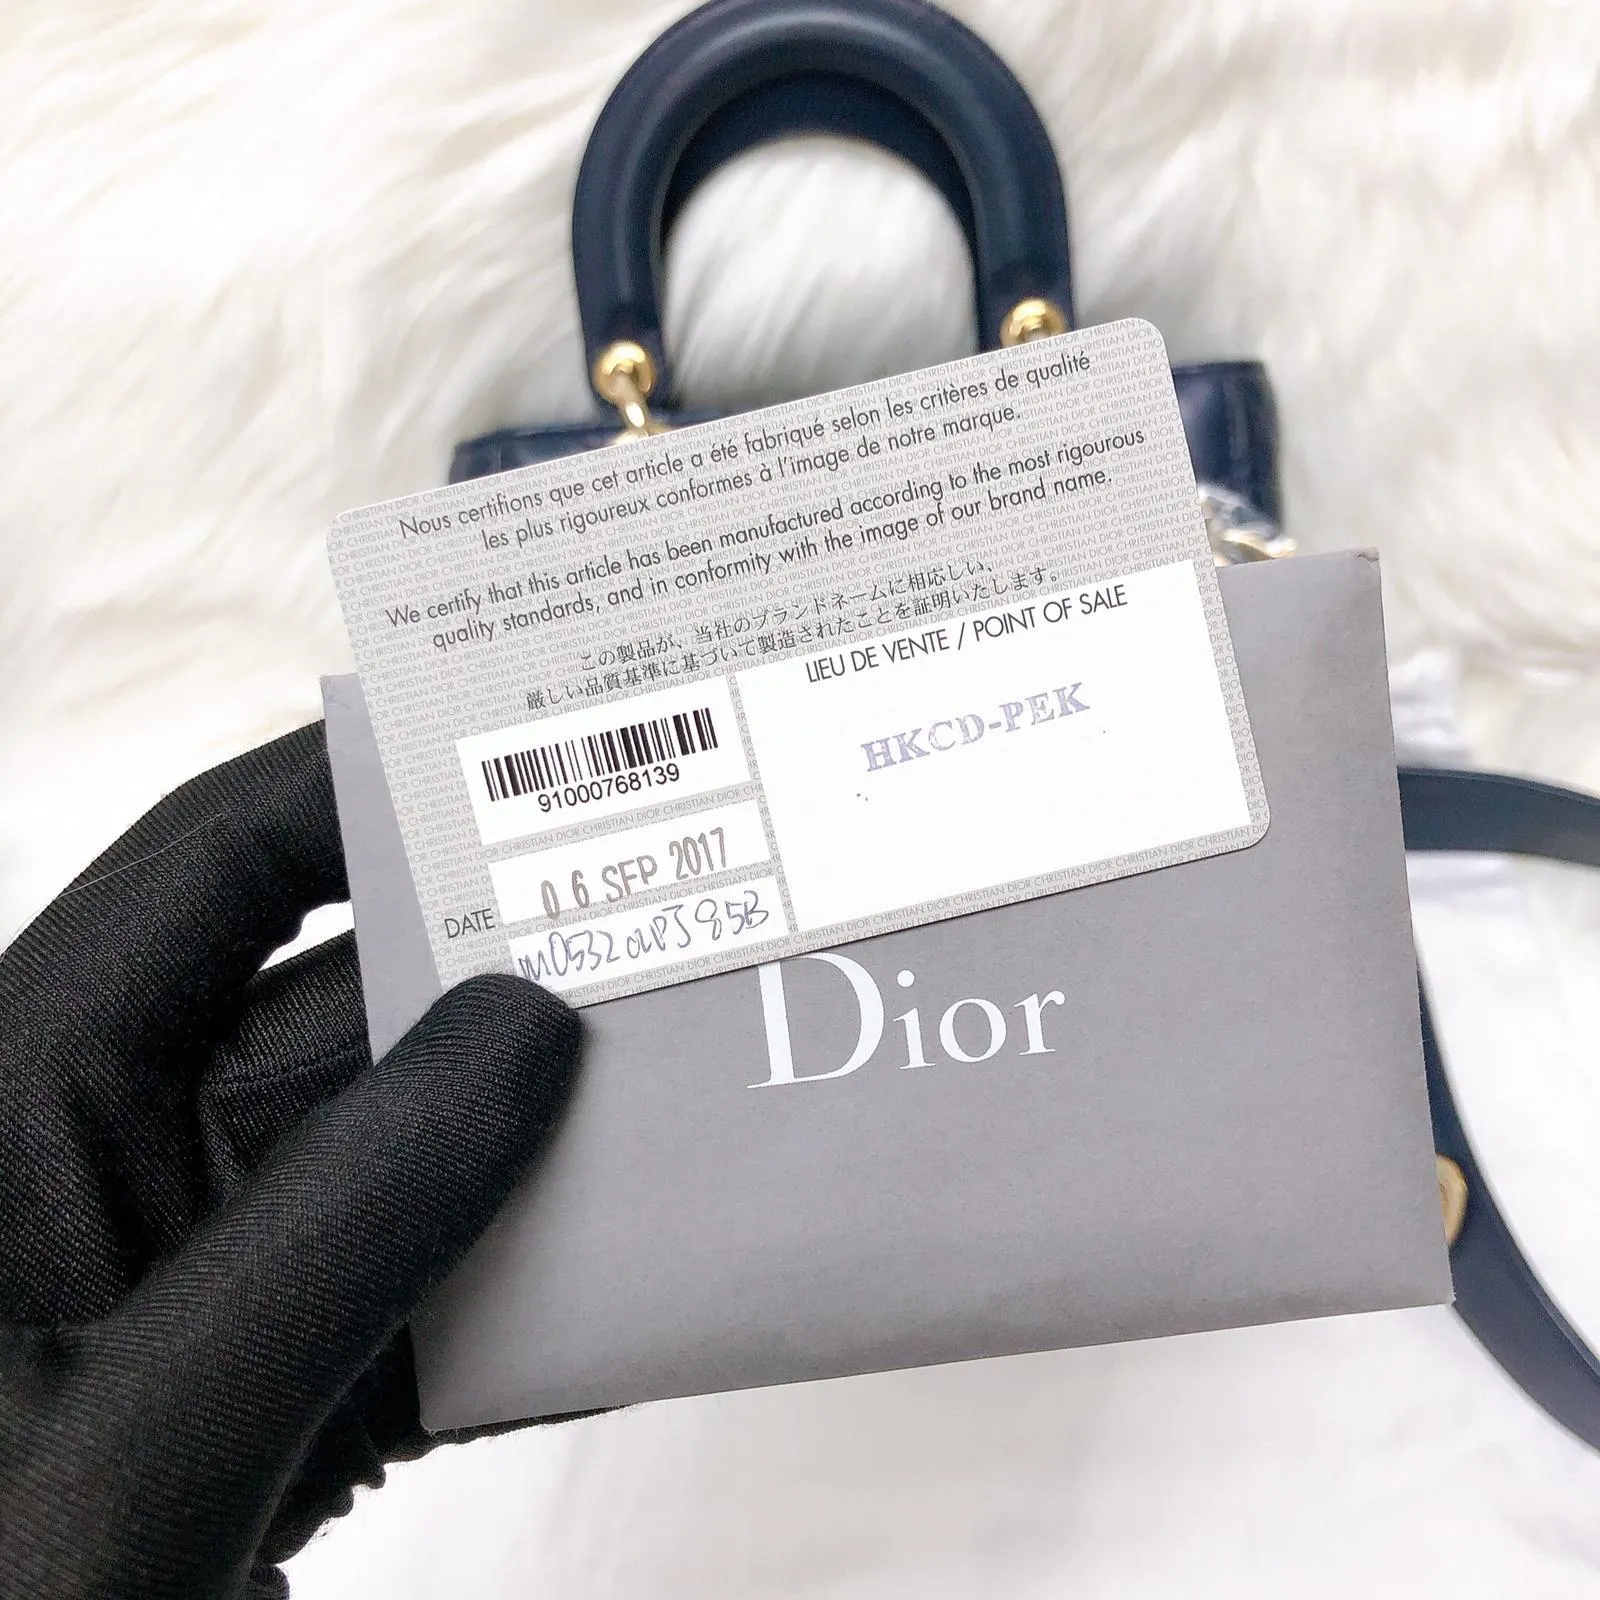 Nous certifions que cet article a été fabriqué selon les critères de qualité
les plus rigoureux conformes à l'image de notre marque.
We certify that this article has been manufactured according to the most rigourous
quality standards, and in conformity with the image of our brand name.
この製品が、当社のブランドネームに相応しい、
厳しい品質基準に基づいて製造されたことを証明いたします。
LIEU DE VENTE / POINT OF SALE
HKCD-PEK
91000768139
DATE 06 SEP 2017
Dior